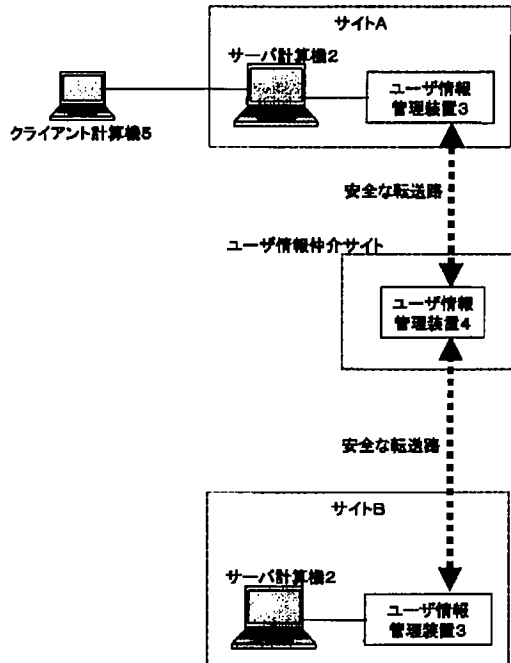 サイトA
サーバ計算機2
ユーザ情報
管理装置3
クライアント計算機5
安全な転送路
ユーザ情報仲介サイト
ユーザ情報
管理装置4
安全な転送路
サイトB
サーバ計算機2
ユーザ情報
管理装置3